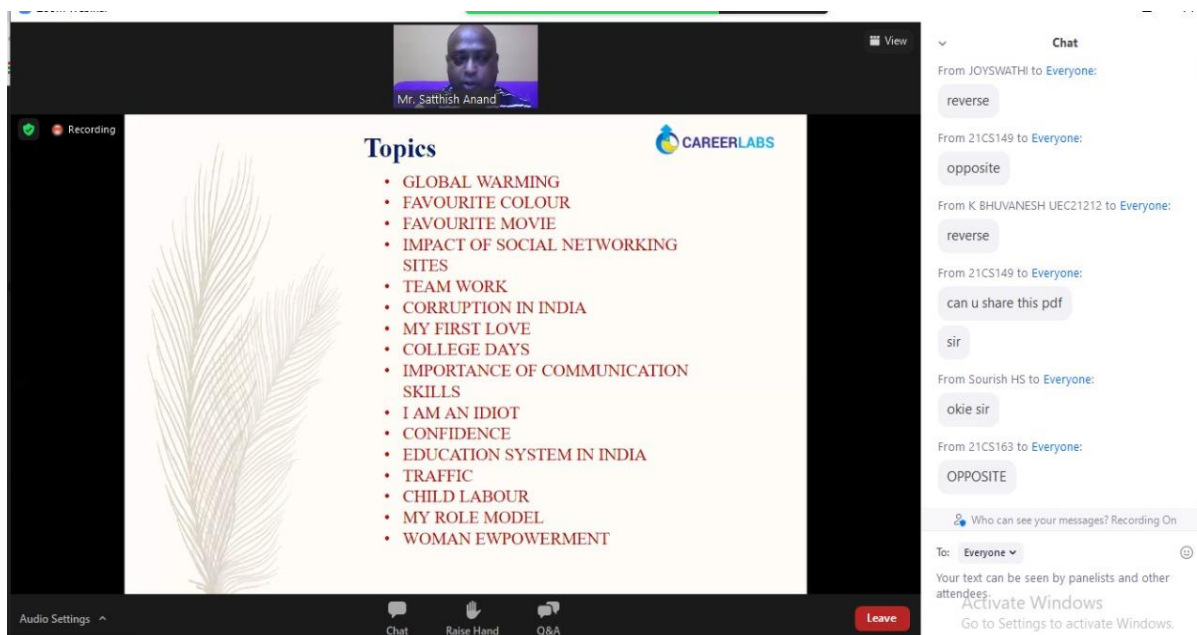 View
Mr. Satthish Anand
Recording
CAREERLABS
Topics
• GLOBAL WARMING
• FAVOURITE COLOUR
• FAVOURITE MOVIE
• IMPACT OF SOCIAL NETWORKING
SITES
• TEAM WORK
• CORRUPTION IN INDIA
• MY FIRST LOVE
• COLLEGE DAYS
• IMPORTANCE OF COMMUNICATION
SKILLS
• I AM AN IDIOT
• CONFIDENCE
• EDUCATION SYSTEM IN INDIA
• TRAFFIC
• CHILD LABOUR
• MY ROLE MODEL
• WOMAN EWPOWERMENT
Audio Settings
Chat
Raise Hand
Q&A
Leave
Chat
From JOYSWATHI to Everyone:
reverse
From 21CS149 to Everyone:
opposite
From K BHUVANESH UEC21212 to Everyone:
reverse
From 21CS149 to Everyone:
can u share this pdf
sir
From Sourish HS to Everyone:
okie sir
From 21CS163 to Everyone:
OPPOSITE
Who can see your messages? Recording On
To: Everyone
Your text can be seen by panelists and other
attendees
Activate Windows
Go to Settings to activate Windows.